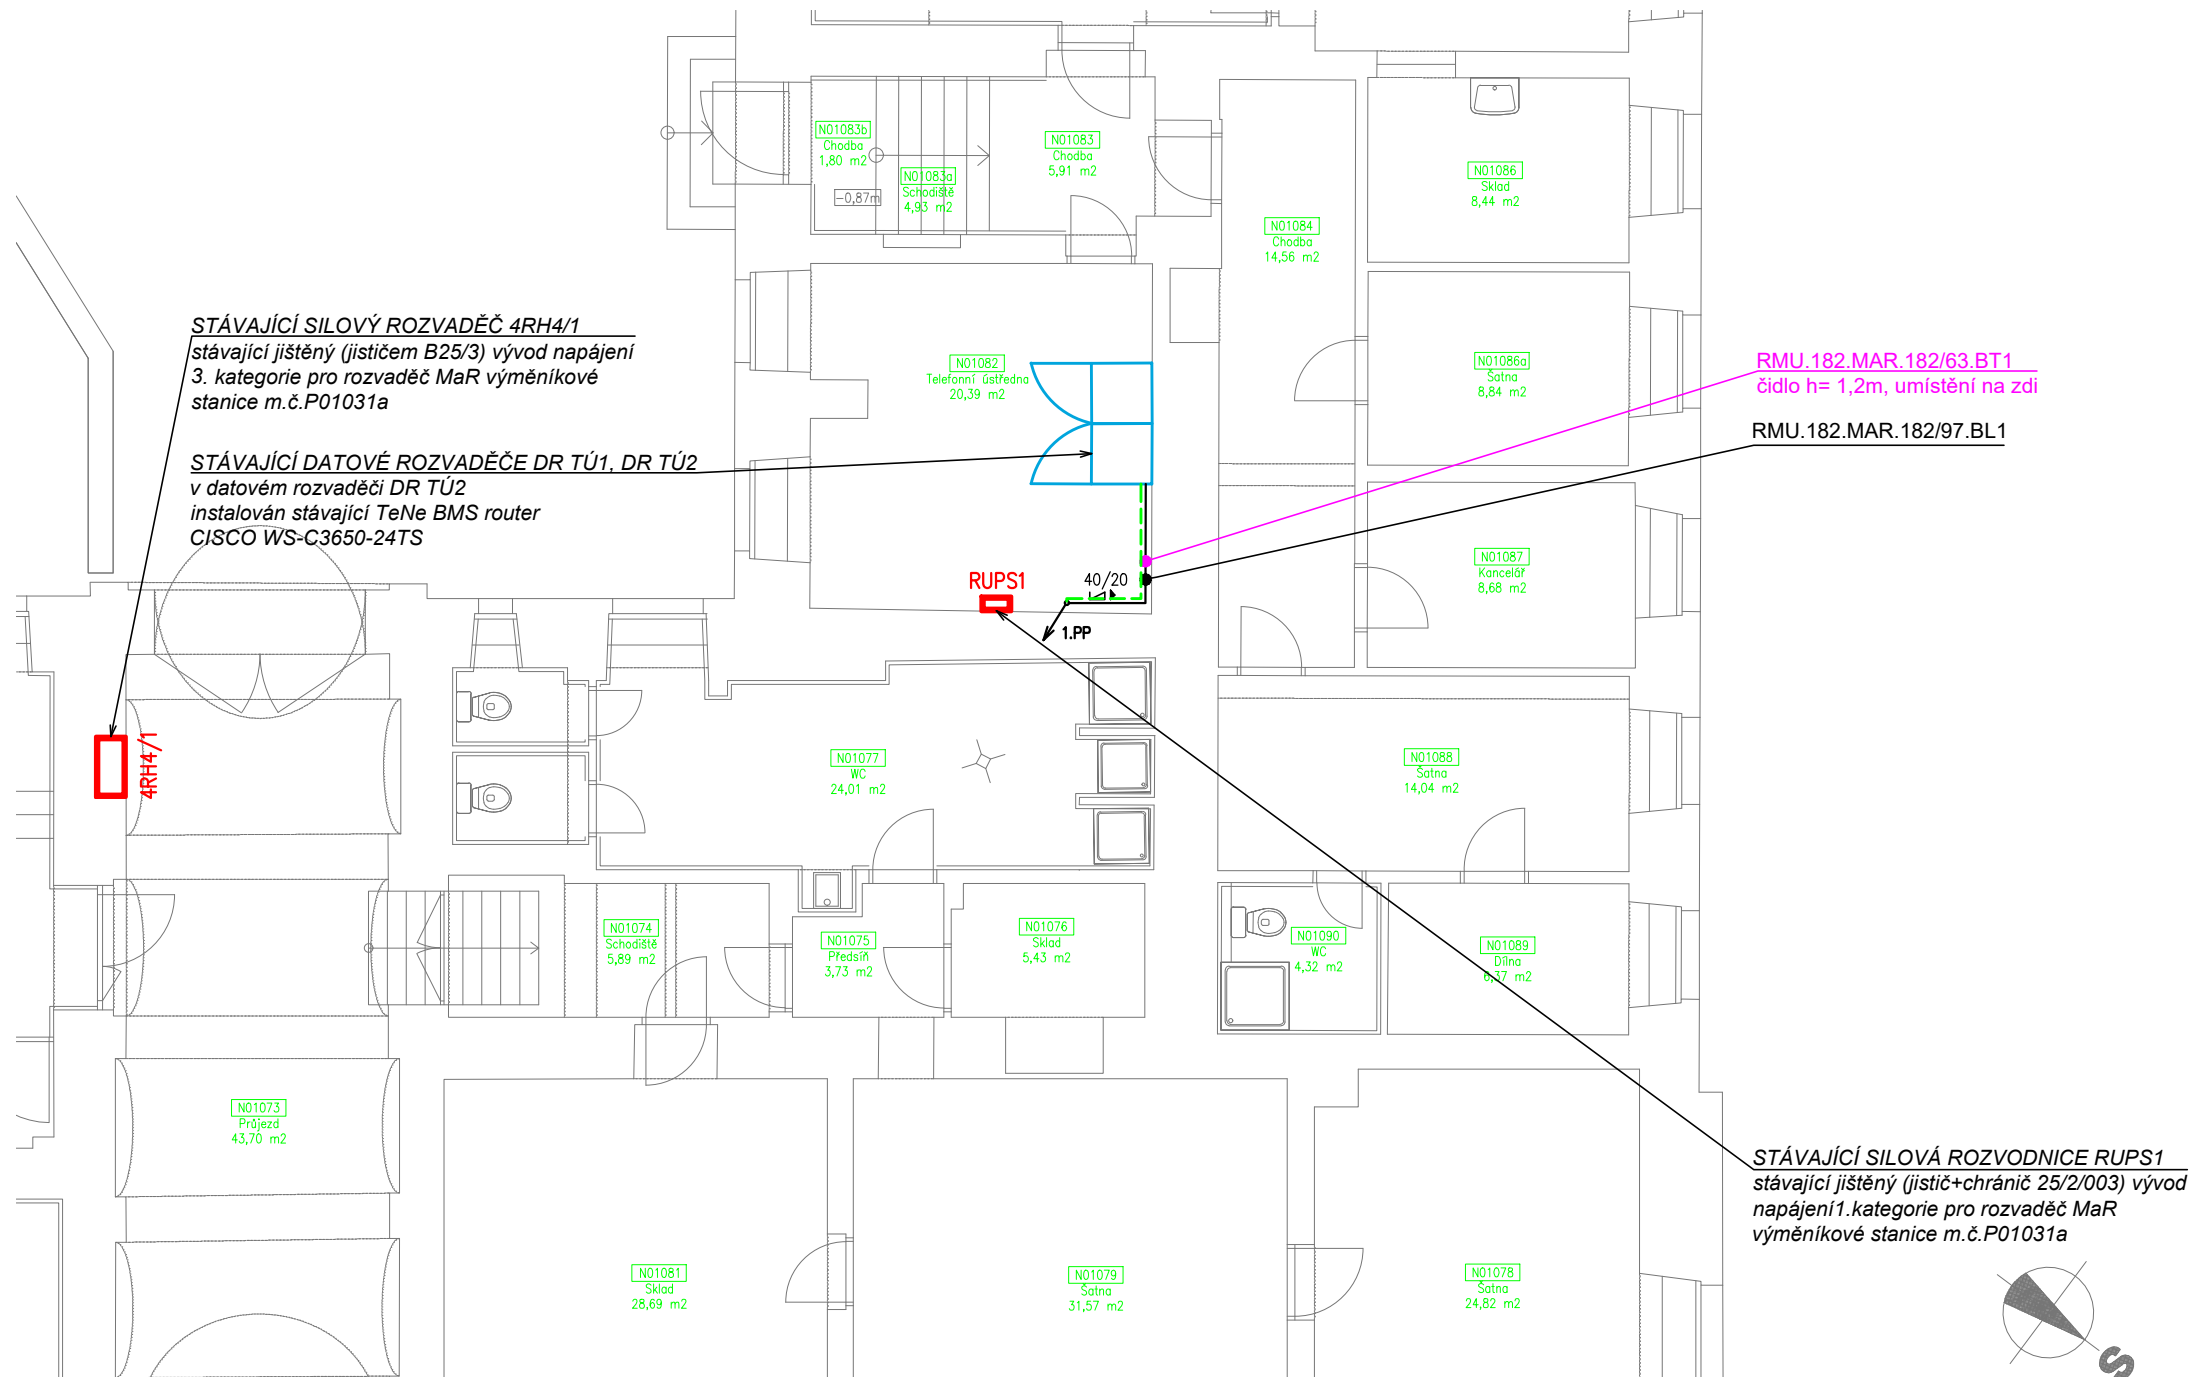 N01083b
Chodba
1,80 m2
N01083a
Schodiště
4,93 m2
-0,87m
N01083
Chodba
5,91 m2
N01084
Chodba
14,56 m2
N01086
Sklad
8,44 m2
STÁVAJÍCÍ SILOVÝ ROZVADĚČ 4RH4/1
stávající jištěný (jističem B25/3) vývod napájení
3. kategorie pro rozvaděč MaR výměníkové
stanice m.č.P01031a
N01082
Telefonní ústředna
20,39 m2
N01086a
Šatna
8,84 m2
RMU.182.MAR.182/63.BT1
čidlo h= 1,2m, umístění na zdi
RMU.182.MAR.182/97.BL1
STÁVAJÍCÍ DATOVÉ ROZVADĚČE DR TÚ1, DR TÚ2
v datovém rozvaděči DR TÚ2
instalován stávající TeNe BMS router
CISCO WS-C3650-24TS
RUPS1
40/20
1.PP
N01087
Kancelář
8,68 m2
4RH4/1
N01077
WC
24,01 m2
N01088
Šatna
14,04 m2
N01074
Schodiště
5,89 m2
N01075
Předsíň
3,73 m2
N01076
Sklad
5,43 m2
N01090
WC
4,32 m2
N01089
Dílna
6,37 m2
N01073
Průjezd
43,70 m2
STÁVAJÍCÍ SILOVÁ ROZVODNICE RUPS1
stávající jištěný (jistič+chránič 25/2/003) vývod
napájení1.kategorie pro rozvaděč MaR
výměníkové stanice m.č.P01031a
N01081
Sklad
28,69 m2
N01079
Šatna
31,57 m2
N01078
Šatna
24,82 m2
S